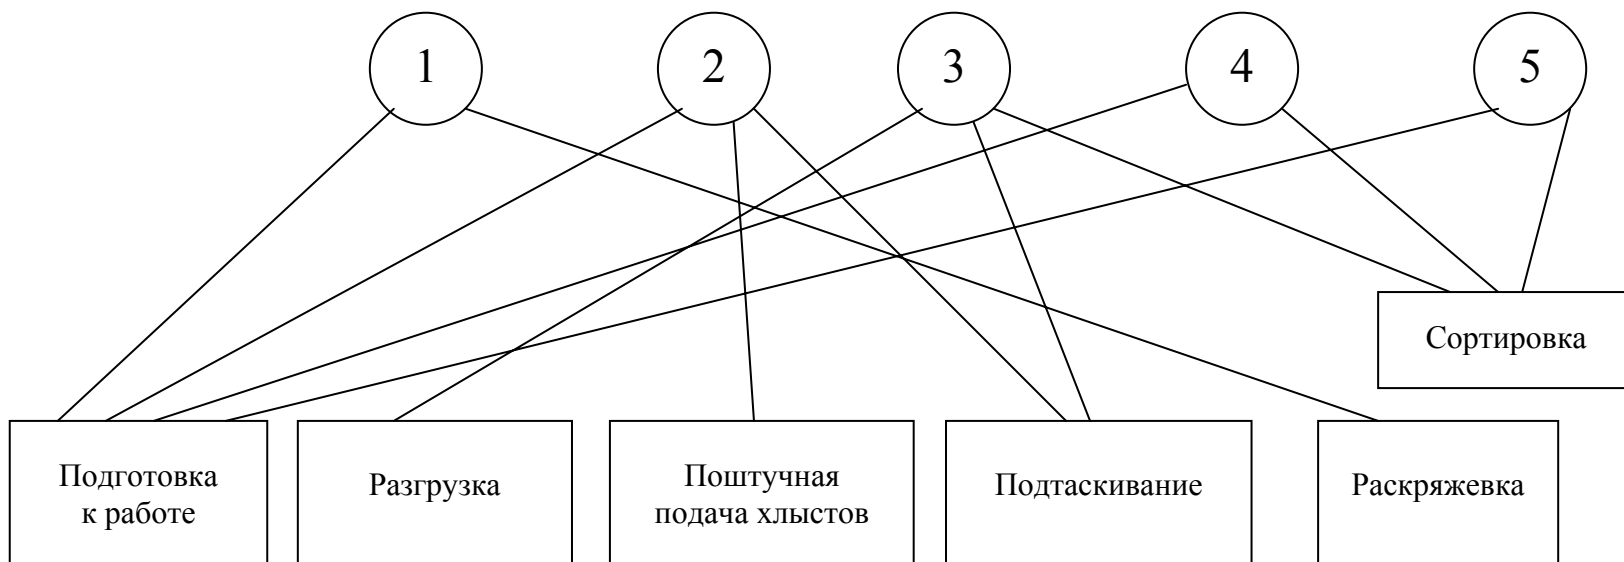 1 2 3 4 5
Сортировка
Подготовка
к работе
Разгрузка
Поштучная
подача хлыстов
Подтаскивание
Раскряжевка